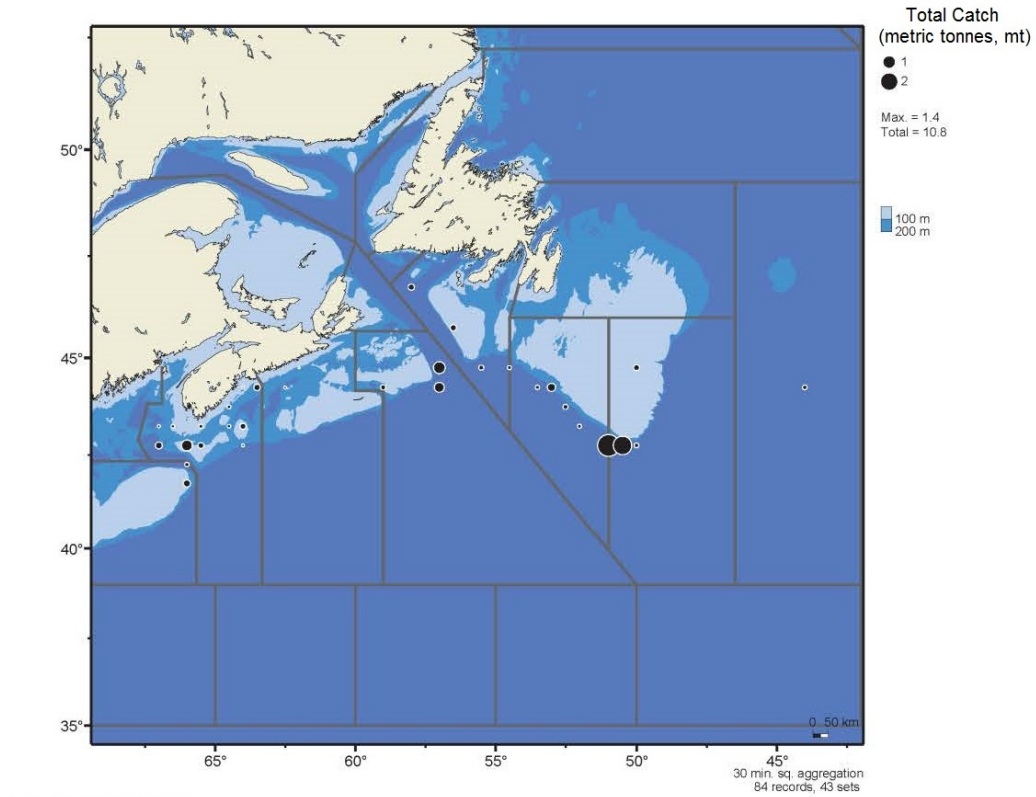 Total Catch
(metric tonnes, mt)
1
2
Max. = 1.4
Total = 10.8
100 m
200 m
50°
45°
40°
35°
0 50 km
65°
60°
55°
50°
45°
30 min. sq. aggregation
84 records, 43 sets